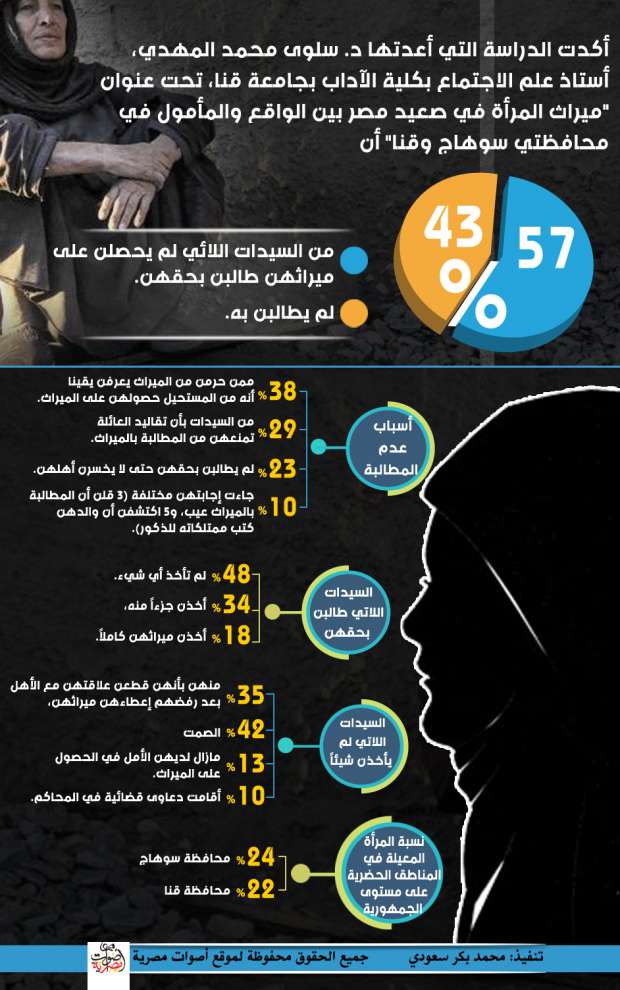 أكدت الدراسة التي أعدتها د. سلوى محمد المهدي،
أستاذ علم الاجتماع بكلية الآداب بجامعة قنا، تحت عنوان
"ميراث المرأة في صعيد مصر بين الواقع والمأمول في
محافظتي سوهاج وقنا" أن
57
43
%
من السيدات اللائي لم يحصلن على
ميراثهن طالبن بحقهن.
لم يطالبن به.
أسباب
عدم
المطالبة
38% ممن حرمن من الميراث يعرفن يقينا
أنه من المستحيل حصولهن على الميراث.
29% من السيدات بأن تقاليد العائلة
تمنعهن من المطالبة بالميراث.
23% لم يطالبن بحقهن حتى لا يخسرن أهلهن.
10% جاءت إجابتهن مختلفة (3 قلن أن المطالبة
بالميراث عيب، و5 اكتشفن أن والدهن
كتب ممتلكاته للذكور).
السيدات
اللاتي طالبن
بحقهن
48% لم تأخذ أي شيء.
34% أخذن جزءاً منه،
18% أخذن ميراثهن كاملاً.
السيدات
اللاتي لم
يأخذن شيئاً
35% منهن بأنهن قطعن علاقتهن مع الأهل
بعد رفضهم إعطاءهن ميراثهن،
42% الصمت
13% مازال لديهن الأمل في الحصول
على الميراث.
10% أقامت دعاوى قضائية في المحاكم.
نسبة المرأة
المعيلة في
المناطق الحضرية
على مستوى
الجمهورية
24% محافظة سوهاج
22% محافظة قنا
تنفيذ: محمد بكر سعودي
جميع الحقوق محفوظة لموقع أصوات مصرية
أصوات
مصرية